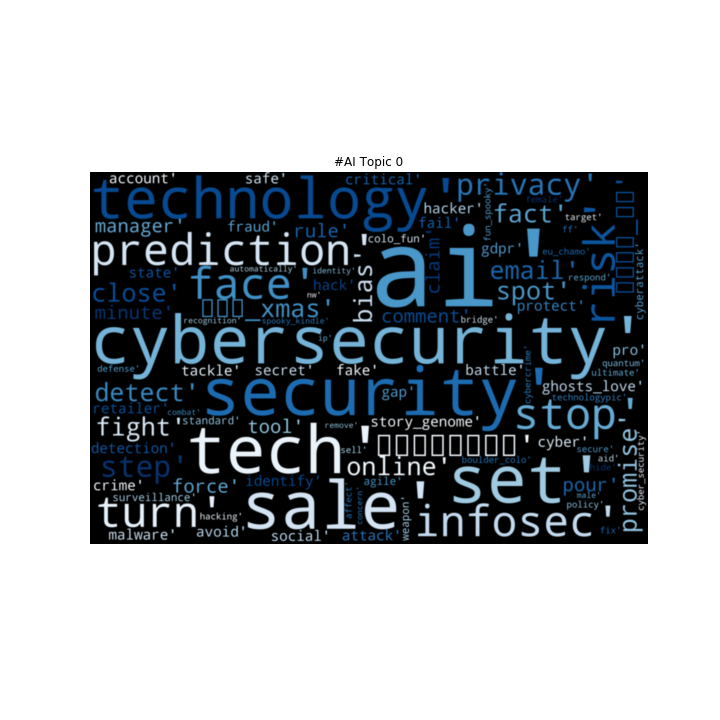 #AI Topic 0
account'
safe'
critical'
technology'
privacy'
female'
hacker'
fact'
target'
manager'
fraud'
rule'
fail'
fun_spooky'
ff'
risk'
prediction'
colo_fun'
ai'
claim'
gdpr'
eu_chamo'
state'
automatically'
identity'
hack'
bias'
email
respond'
cyberattack'
close'
face'
nw'
spot'
protect'
minute'
_xmas'
comment'
bridge'
recognition'
spooky_kindle'
cybersecurity'
ip'
pro'
defense'
tackle'
secret'
fake'
battle'
cybercrime'
quantum'
ultimate'
detect'
security'
gap'
ghosts_love'
technologypic'
retailer'
combat'
stop'
fight'
standard'
tool'
remove'
story_genome'
detection'
tech'
sell'
cyber'
secure'
step'
online'
boulder_colo'
aid'
hide'
promise'
cyber_security'
crime'
force'
identify'
agile'
set'
pour'
surveillance'
affect'
concern'
male'
turn'
hacking'
sale'
weapon'
infosec'
policy'
malware'
avoid'
social'
attack'
fix'